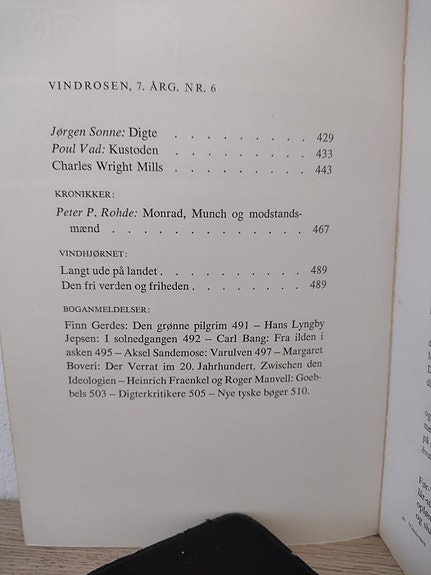 VINDROSEN, 7. ÅRG. NR. 6
Jørgen Sonne: Digte . . . . . . . . . 429
Poul Vad: Kustoden . . . . . . . . . 433
Charles Wright Mills . . . . . . . . . 443
KRONIKKER:
Peter P. Rohde: Monrad, Munch og modstands-
mænd . . . . . . . . . . . . 467
VINDHJØRNET:
Langt ude på landet . . . . . . . . . 489
Den fri verden og friheden . . . . . . . 489
BOGANMELDELSER:
Finn Gerdes: Den grønne pilgrim 491 – Hans Lyngby
Jepsen: I solnedgangen 492 – Carl Bang: Fra ilden i
asken 495 – Aksel Sandemose: Varulven 497 – Margaret
Boveri: Der Verrat im 20. Jahrhundert. Zwischen den
Ideologien – Heinrich Fraenkel og Roger Manvell: Goeb-
bels 503 – Digterkritikere 505 – Nye tyske bøger 510.